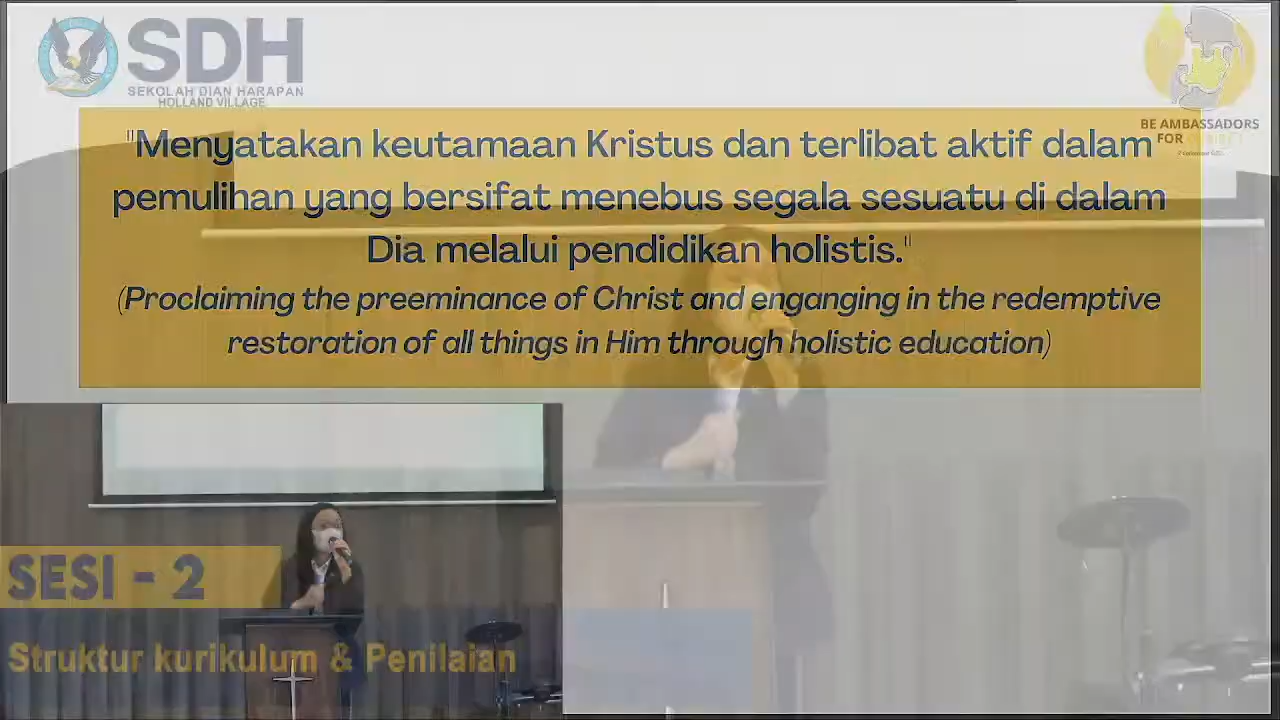 SDH
SEKOLAH DIAN HARAPAN
HOLLAND VILLAGE
BE AMBASSADORS
FOR
"Menyatakan keutamaan Kristus dan terlibat aktif dalam
pemulihan yang bersifat menebus segala sesuatu di dalam
Dia melalui pendidikan holistis."
(Proclaiming the preeminance of Christ and enganging in the redemptive
restoration of all things in Him through holistic education)
SESI - 2
Struktur kurikulum & Penilaian